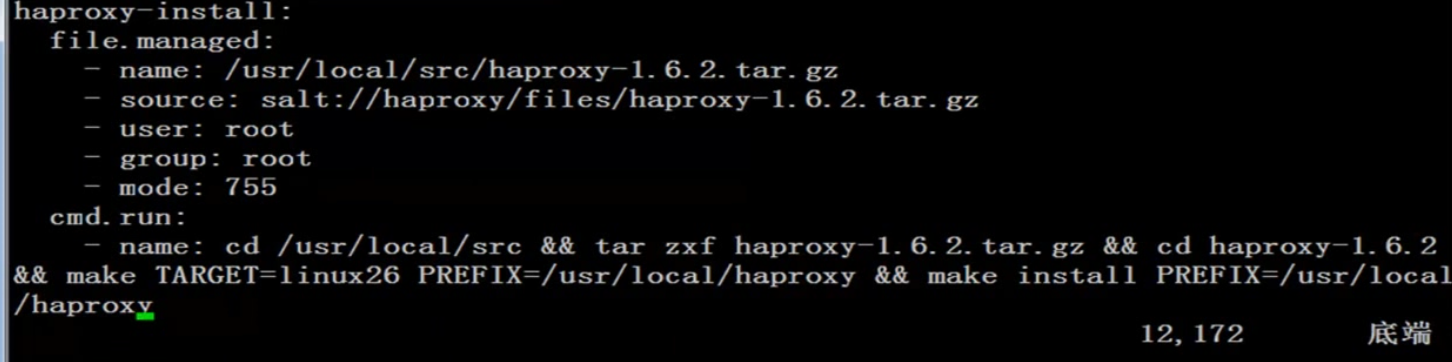 haproxy-install:
  file.managed:
    - name: /usr/local/src/haproxy-1.6.2.tar.gz
    - source: salt://haproxy/files/haproxy-1.6.2.tar.gz
    - user: root
    - group: root
    - mode: 755
  cmd.run:
    - name: cd /usr/local/src && tar zxf haproxy-1.6.2.tar.gz && cd haproxy-1.6.2
&& make TARGET=linux26 PREFIX=/usr/local/haproxy && make install PREFIX=/usr/local
/haproxy
12,172 底端